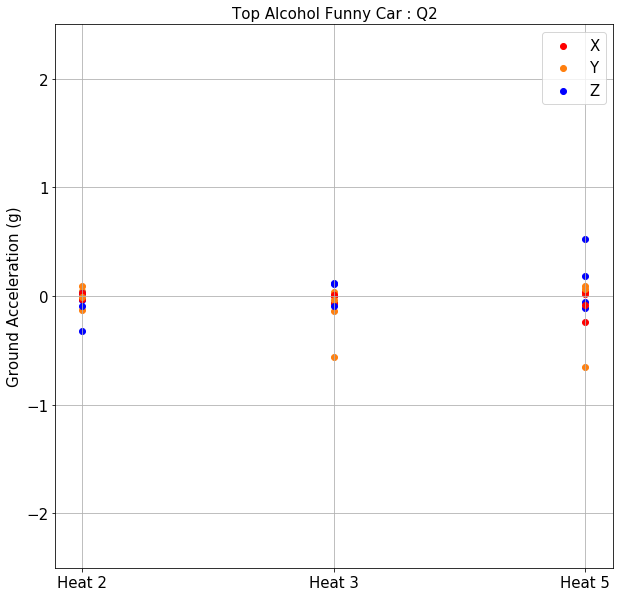 Top Alcohol Funny Car : Q2
X
Y
Z
Ground Acceleration (g)
2
1
0
−1
−2
Heat 2 Heat 3 Heat 5